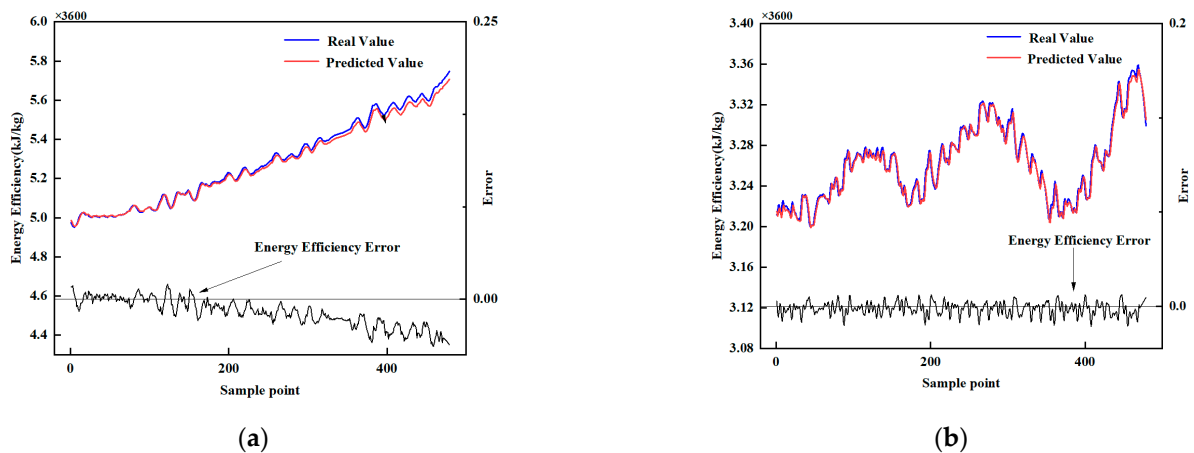 ×3600
6.0
5.8
5.6
5.4
5.2
5.0
4.8
4.6
4.4
Energy Efficiency(kJ/kg)
Real Value
Predicted Value
Energy Efficiency Error
0.25
0.00
Error
0
200
400
Sample point
(a)
×3600
3.40
3.36
3.32
3.28
3.24
3.20
3.16
3.12
3.08
Energy Efficiency(kJ/kg)
Real Value
Predicted Value
Energy Efficiency Error
0.2
0.0
Error
0
200
400
Sample point
(b)